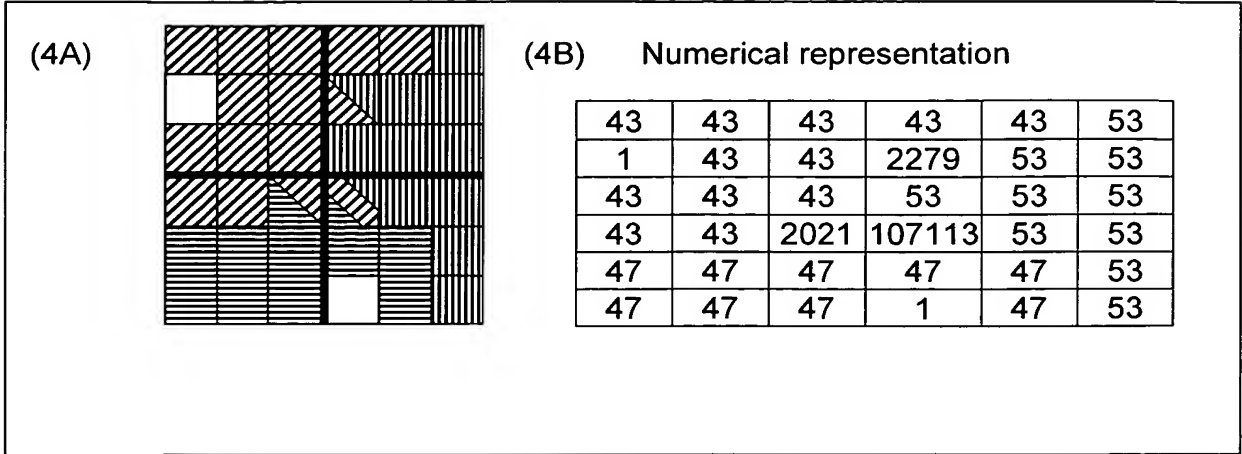 (4A) (4B) Numerical representation
43 43 43 43 43 53
1 43 43 2279 53 53
43 43 43 53 53 53
43 43 2021 107113 53 53
47 47 47 47 47 53
47 47 47 1 47 53